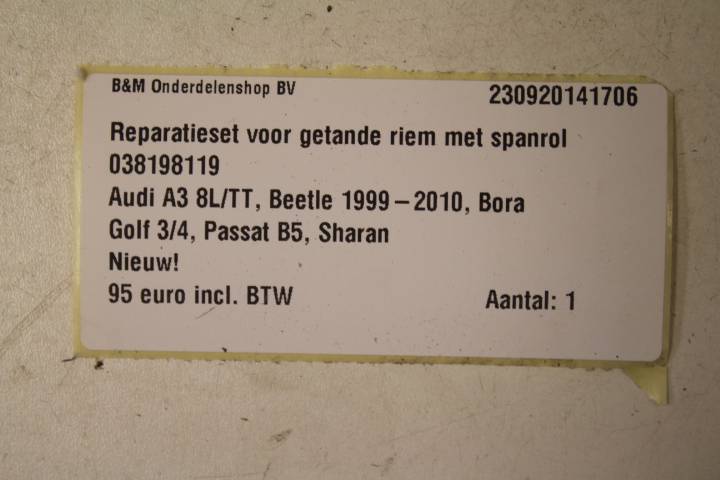 B&M Onderdelenshop BV 230920141706
Reparatieset voor getande riem met spanrol
038198119
Audi A3 8L/TT, Beetle 1999-2010, Bora
Golf 3/4, Passat B5, Sharan
Nieuw!
95 euro incl. BTW Aantal: 1